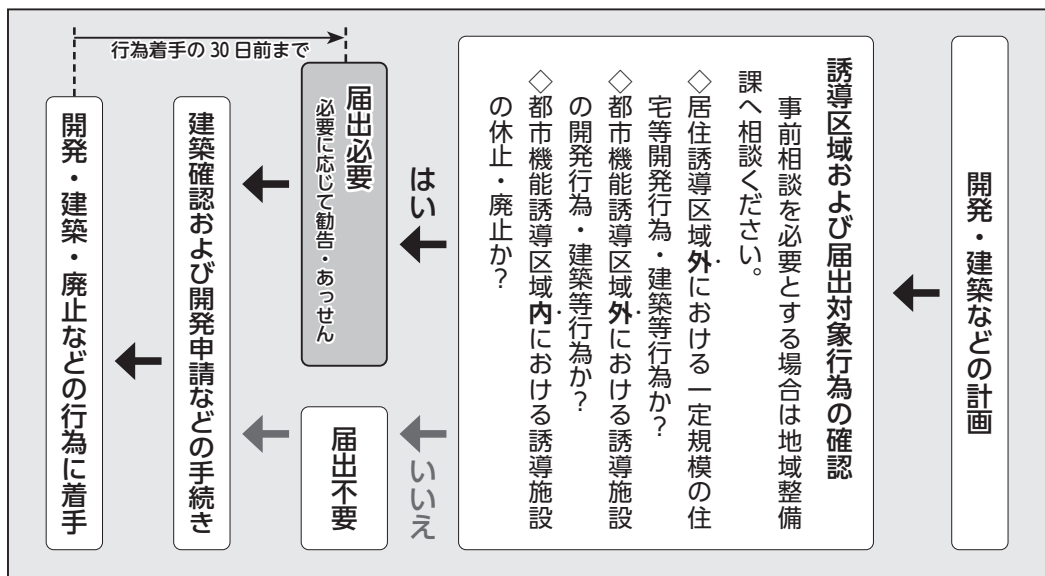 開発・建築などの計画
誘導区域および届出対象行為の確認
事前相談を必要とする場合は地域整備
課へ相談ください。
◇居住誘導区域外における一定規模の住
宅等開発行為・建築等行為か？
◇都市機能誘導区域外における誘導施設
の開発行為・建築等行為か？
◇都市機能誘導区域内における誘導施設
の休止・廃止か？
はい
いいえ
届出必要
必要に応じて勧告・あっせん
届出不要
行為着手の30日前まで
建築確認および開発申請などの手続き
開発・建築・廃止などの行為に着手